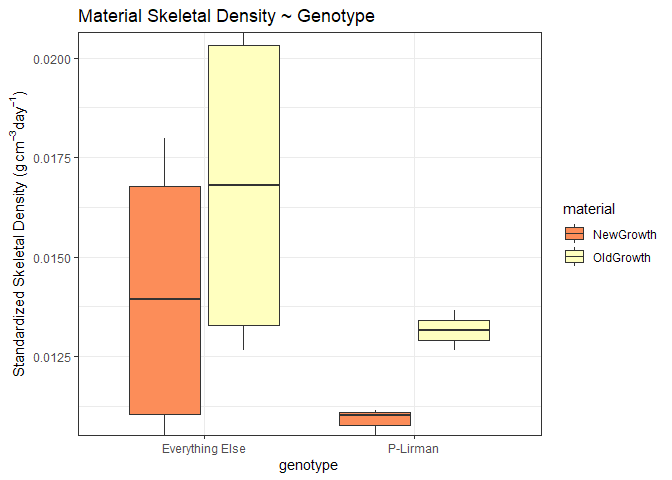 Material Skeletal Density ~ Genotype
Standardized Skeletal Density (g cm⁻³ day⁻¹)
0.0200
0.0175
0.0150
0.0125
Everything Else
P-Lirman
genotype
material
NewGrowth
OldGrowth